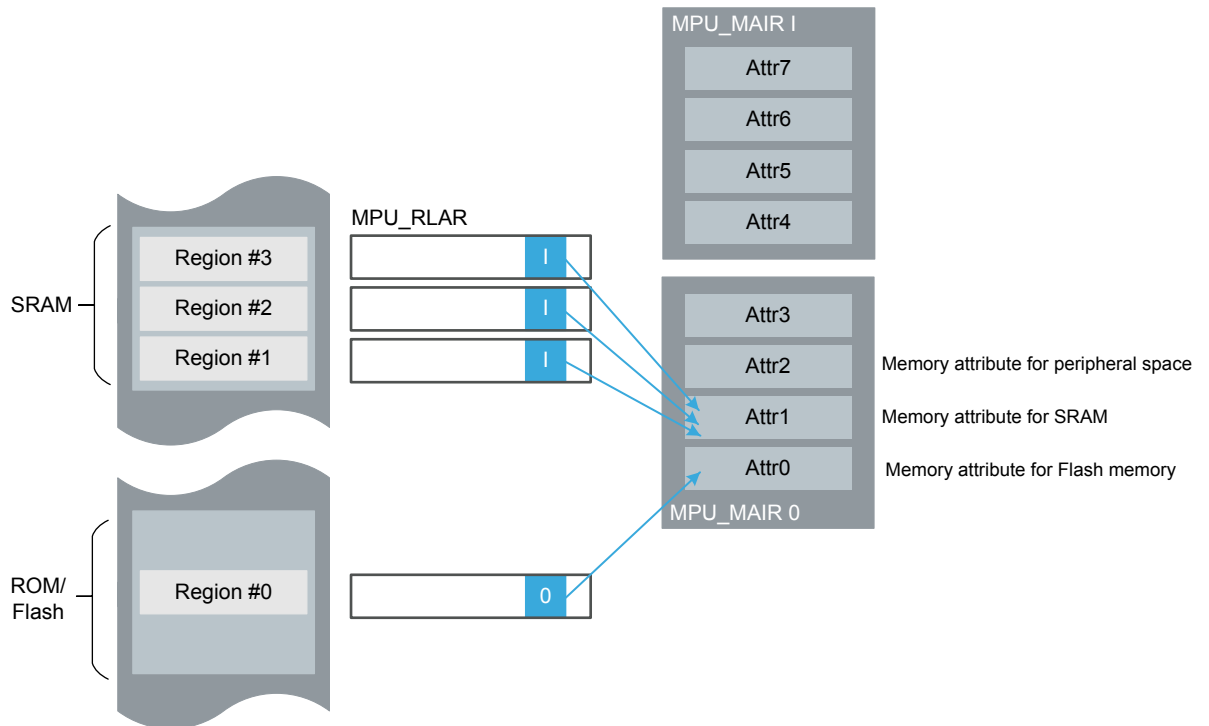 MPU_MAIR I
Attr7
Attr6
Attr5
Attr4
MPU_RLAR
SRAM
Region #3
I
Region #2
I
Region #1
I
Attr3
Attr2
Memory attribute for peripheral space
Attr1
Memory attribute for SRAM
Attr0
Memory attribute for Flash memory
MPU_MAIR 0
ROM/
Flash
Region #0
0